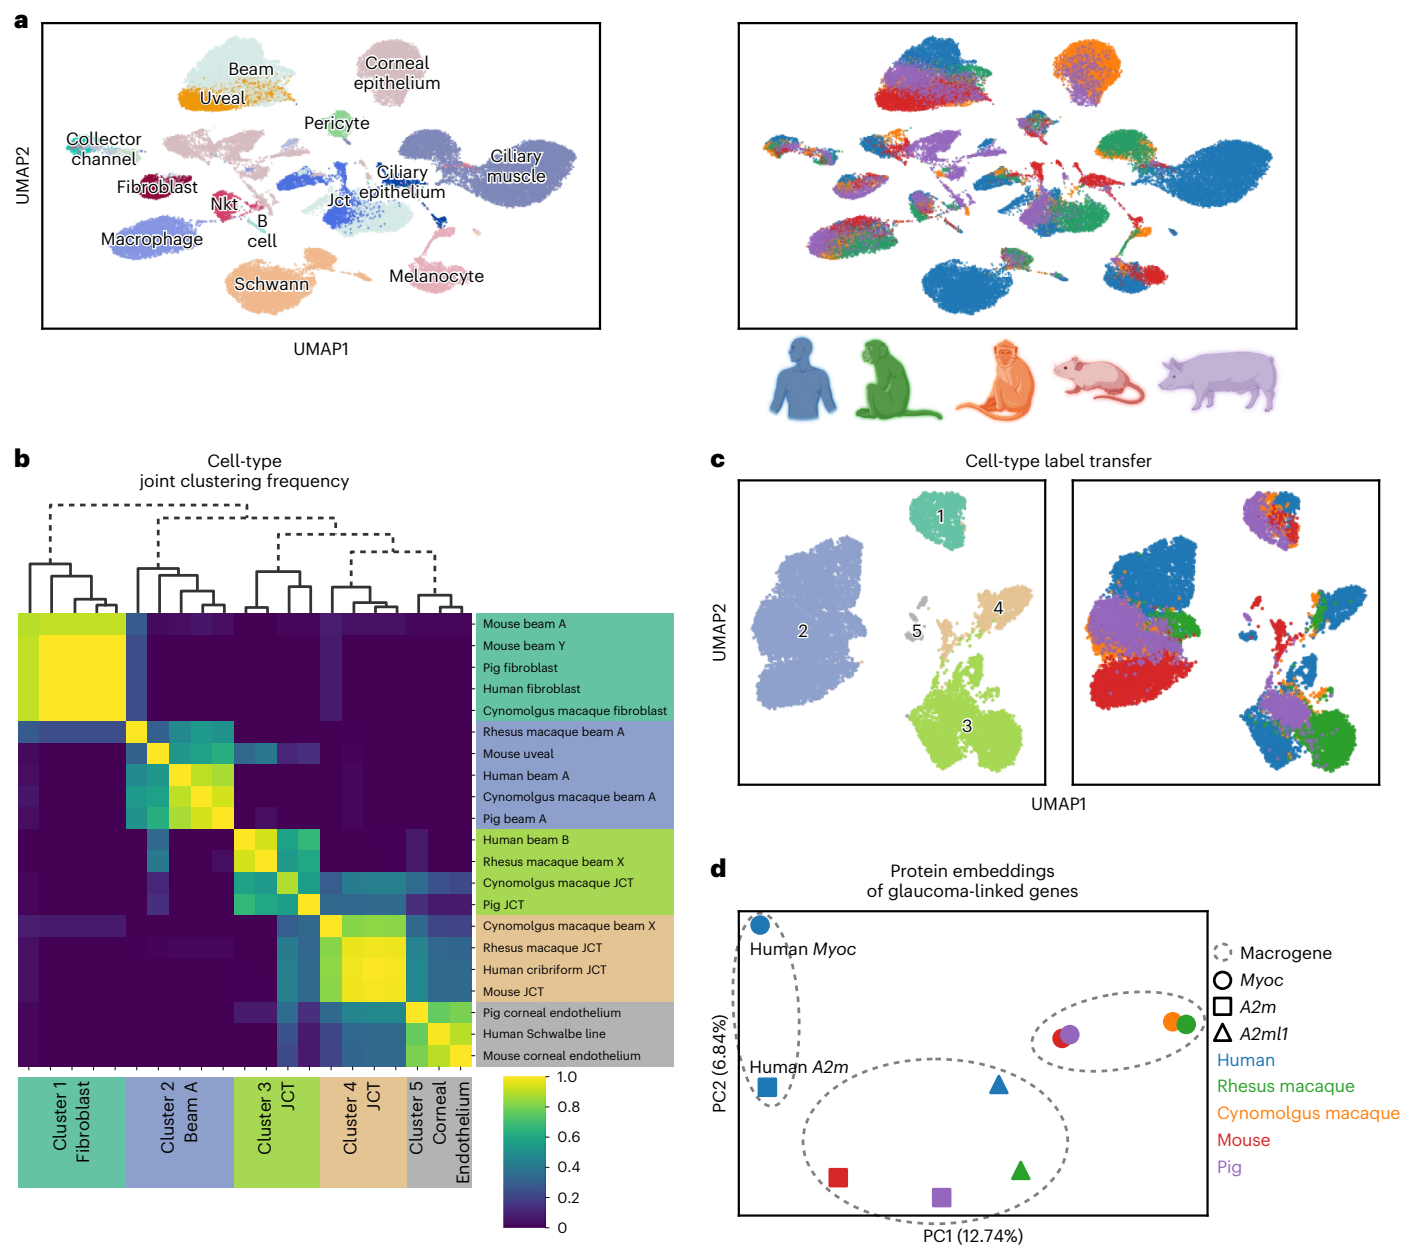 a
Beam
Uveal
Corneal
epithelium
Pericyte
Collector
channel
Ciliary
muscle
Fibroblast
Ciliary
epithelium
Nkt
Jct
B
cell
Macrophage
Schwann
Melanocyte
UMAP2
UMAP1
b
Cell-type
joint clustering frequency
Mouse beam A
Mouse beam Y
Pig fibroblast
Human fibroblast
Cynomolgus macaque fibroblast
Rhesus macaque beam A
Mouse uveal
Human beam A
Cynomolgus macaque beam A
Pig beam A
Human beam B
Rhesus macaque beam X
Cynomolgus macaque JCT
Pig JCT
Cynomolgus macaque beam X
Rhesus macaque JCT
Human cribriform JCT
Mouse JCT
Pig corneal endothelium
Human Schwalbe line
Mouse corneal endothelium
Cluster 1
Fibroblast
Cluster 2
Beam A
Cluster 3
JCT
Cluster 4
JCT
Cluster 5
Corneal
Endothelium
1.0
0.8
0.6
0.4
0.2
0
c
Cell-type label transfer
1
2
4
5
3
UMAP2
UMAP1
d
Protein embeddings
of glaucoma-linked genes
Human Myoc
Human A2m
PC2 (6.84%)
PC1 (12.74%)
Macrogene
Myoc
A2m
A2ml1
Human
Rhesus macaque
Cynomolgus macaque
Mouse
Pig